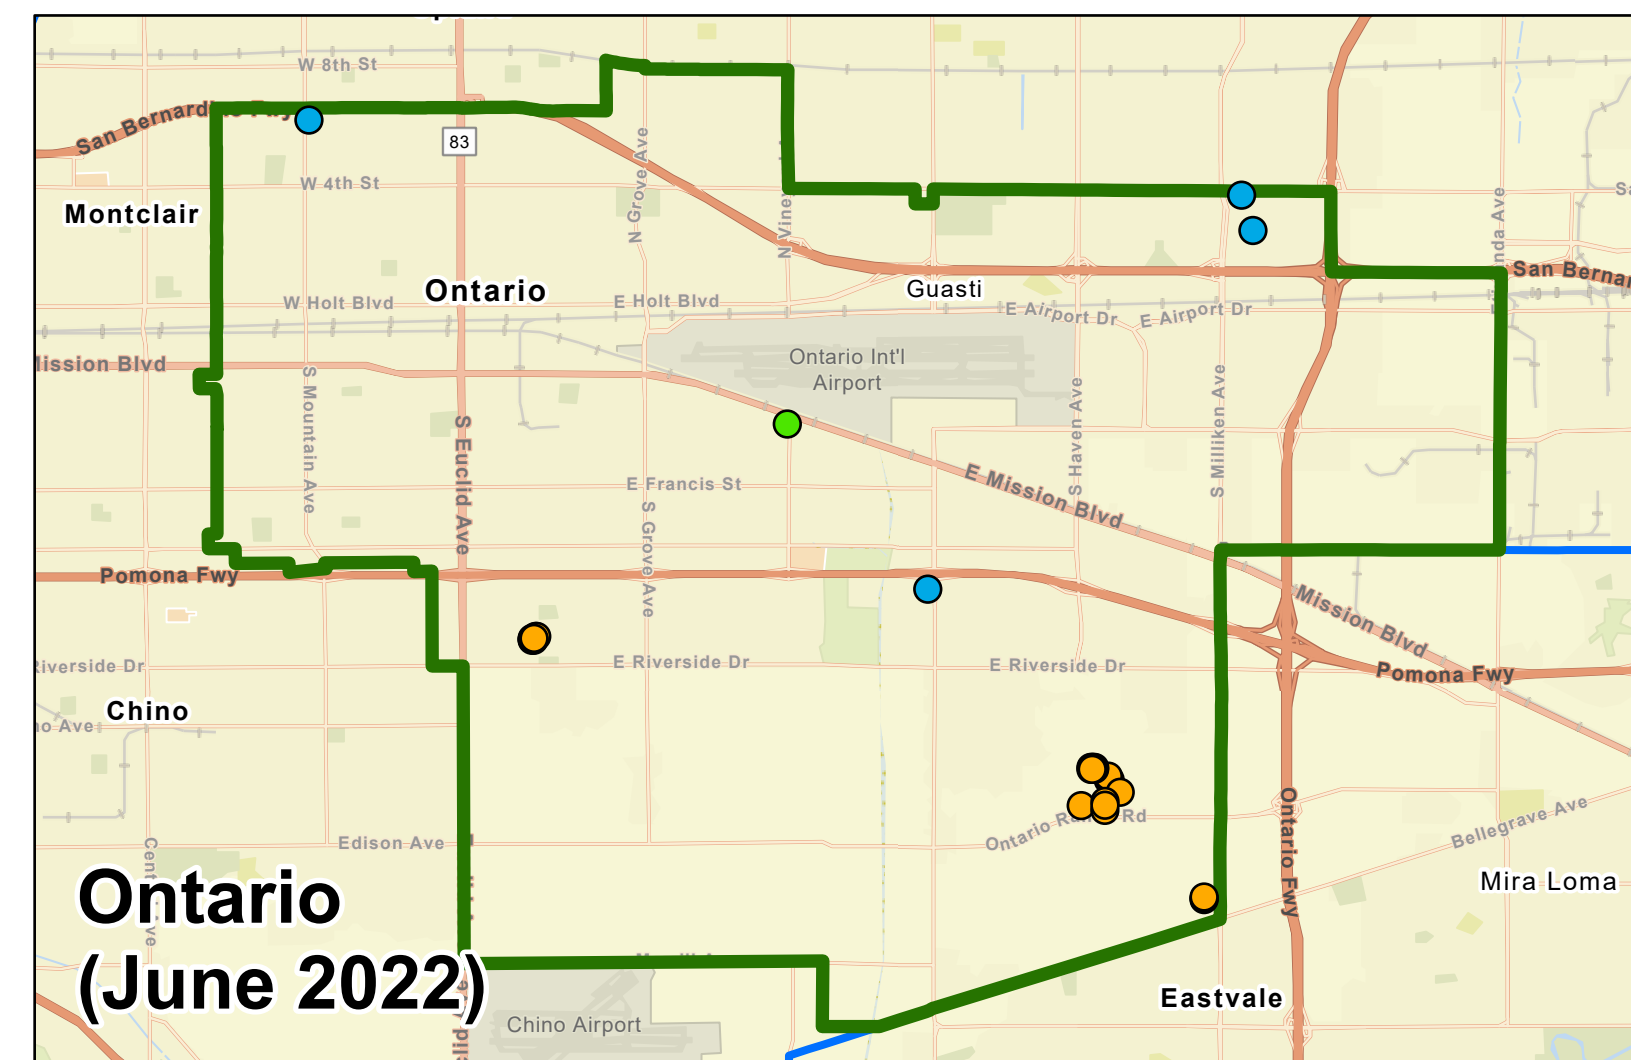 W 8th St
San Bernardino Fwy
83
N Grove Ave
W 4th St
Montclair
Ontario
San Bernar
W Holt Blvd
E Holt Blvd
Guasti
E Airport Dr
E Airport Dr
Mission Blvd
Ontario Int'l
Airport
S Mountain Ave
S Euclid Ave
S Haven Ave
S Milliken Ave
E Mission Blvd
E Francis St
S Grove Ave
Pomona Fwy
Mission Blvd
Riverside Dr
E Riverside Dr
E Riverside Dr
Pomona Fwy
Chino
no Ave
Ontario Ranch Rd
Ontario Fwy
Bellegrave Ave
Edison Ave
Mira Loma
Ontario
(June 2022)
Eastvale
Chino Airport